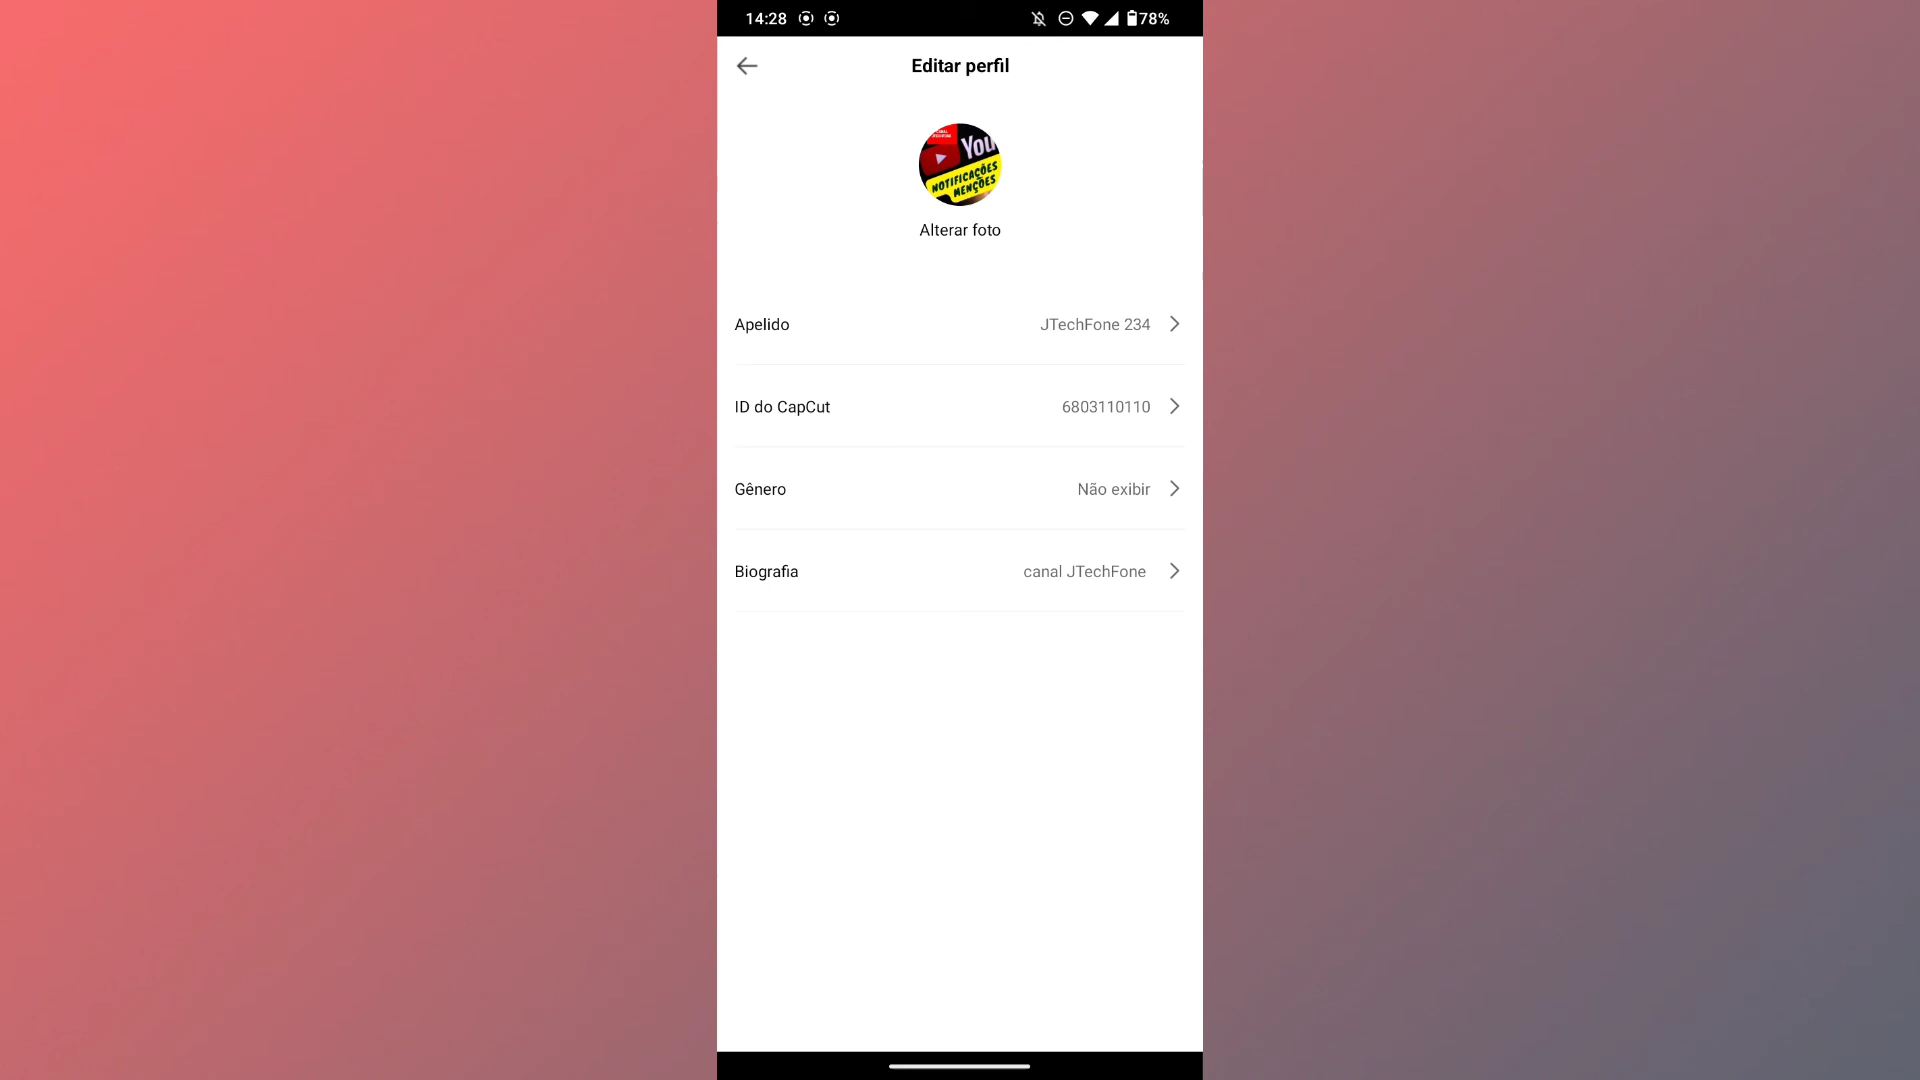 14:28
78%
Editar perfil
You
NOTIFICAÇÕES
MENÇÕES
Alterar foto
Apelido JTechFone 234
ID do CapCut 6803110110
Gênero Não exibir
Biografia canal JTechFone